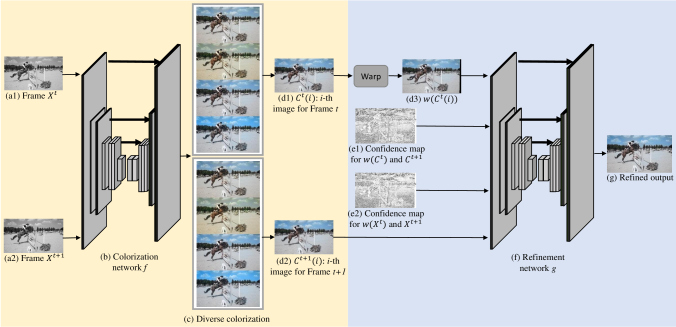 (a1) Frame X^t
(a2) Frame X^{t+1}
(b) Colorization
network f
(c) Diverse colorization
(d1) C^t(i): i-th
image for Frame t
(d2) C^{t+1}(i): i-th
image for Frame t+1
Warp
(d3) w(C^t(i))
(e1) Confidence map
for w(C^t) and C^{t+1}
(e2) Confidence map
for w(X^t) and X^{t+1}
(f) Refinement
network g
(g) Refined output